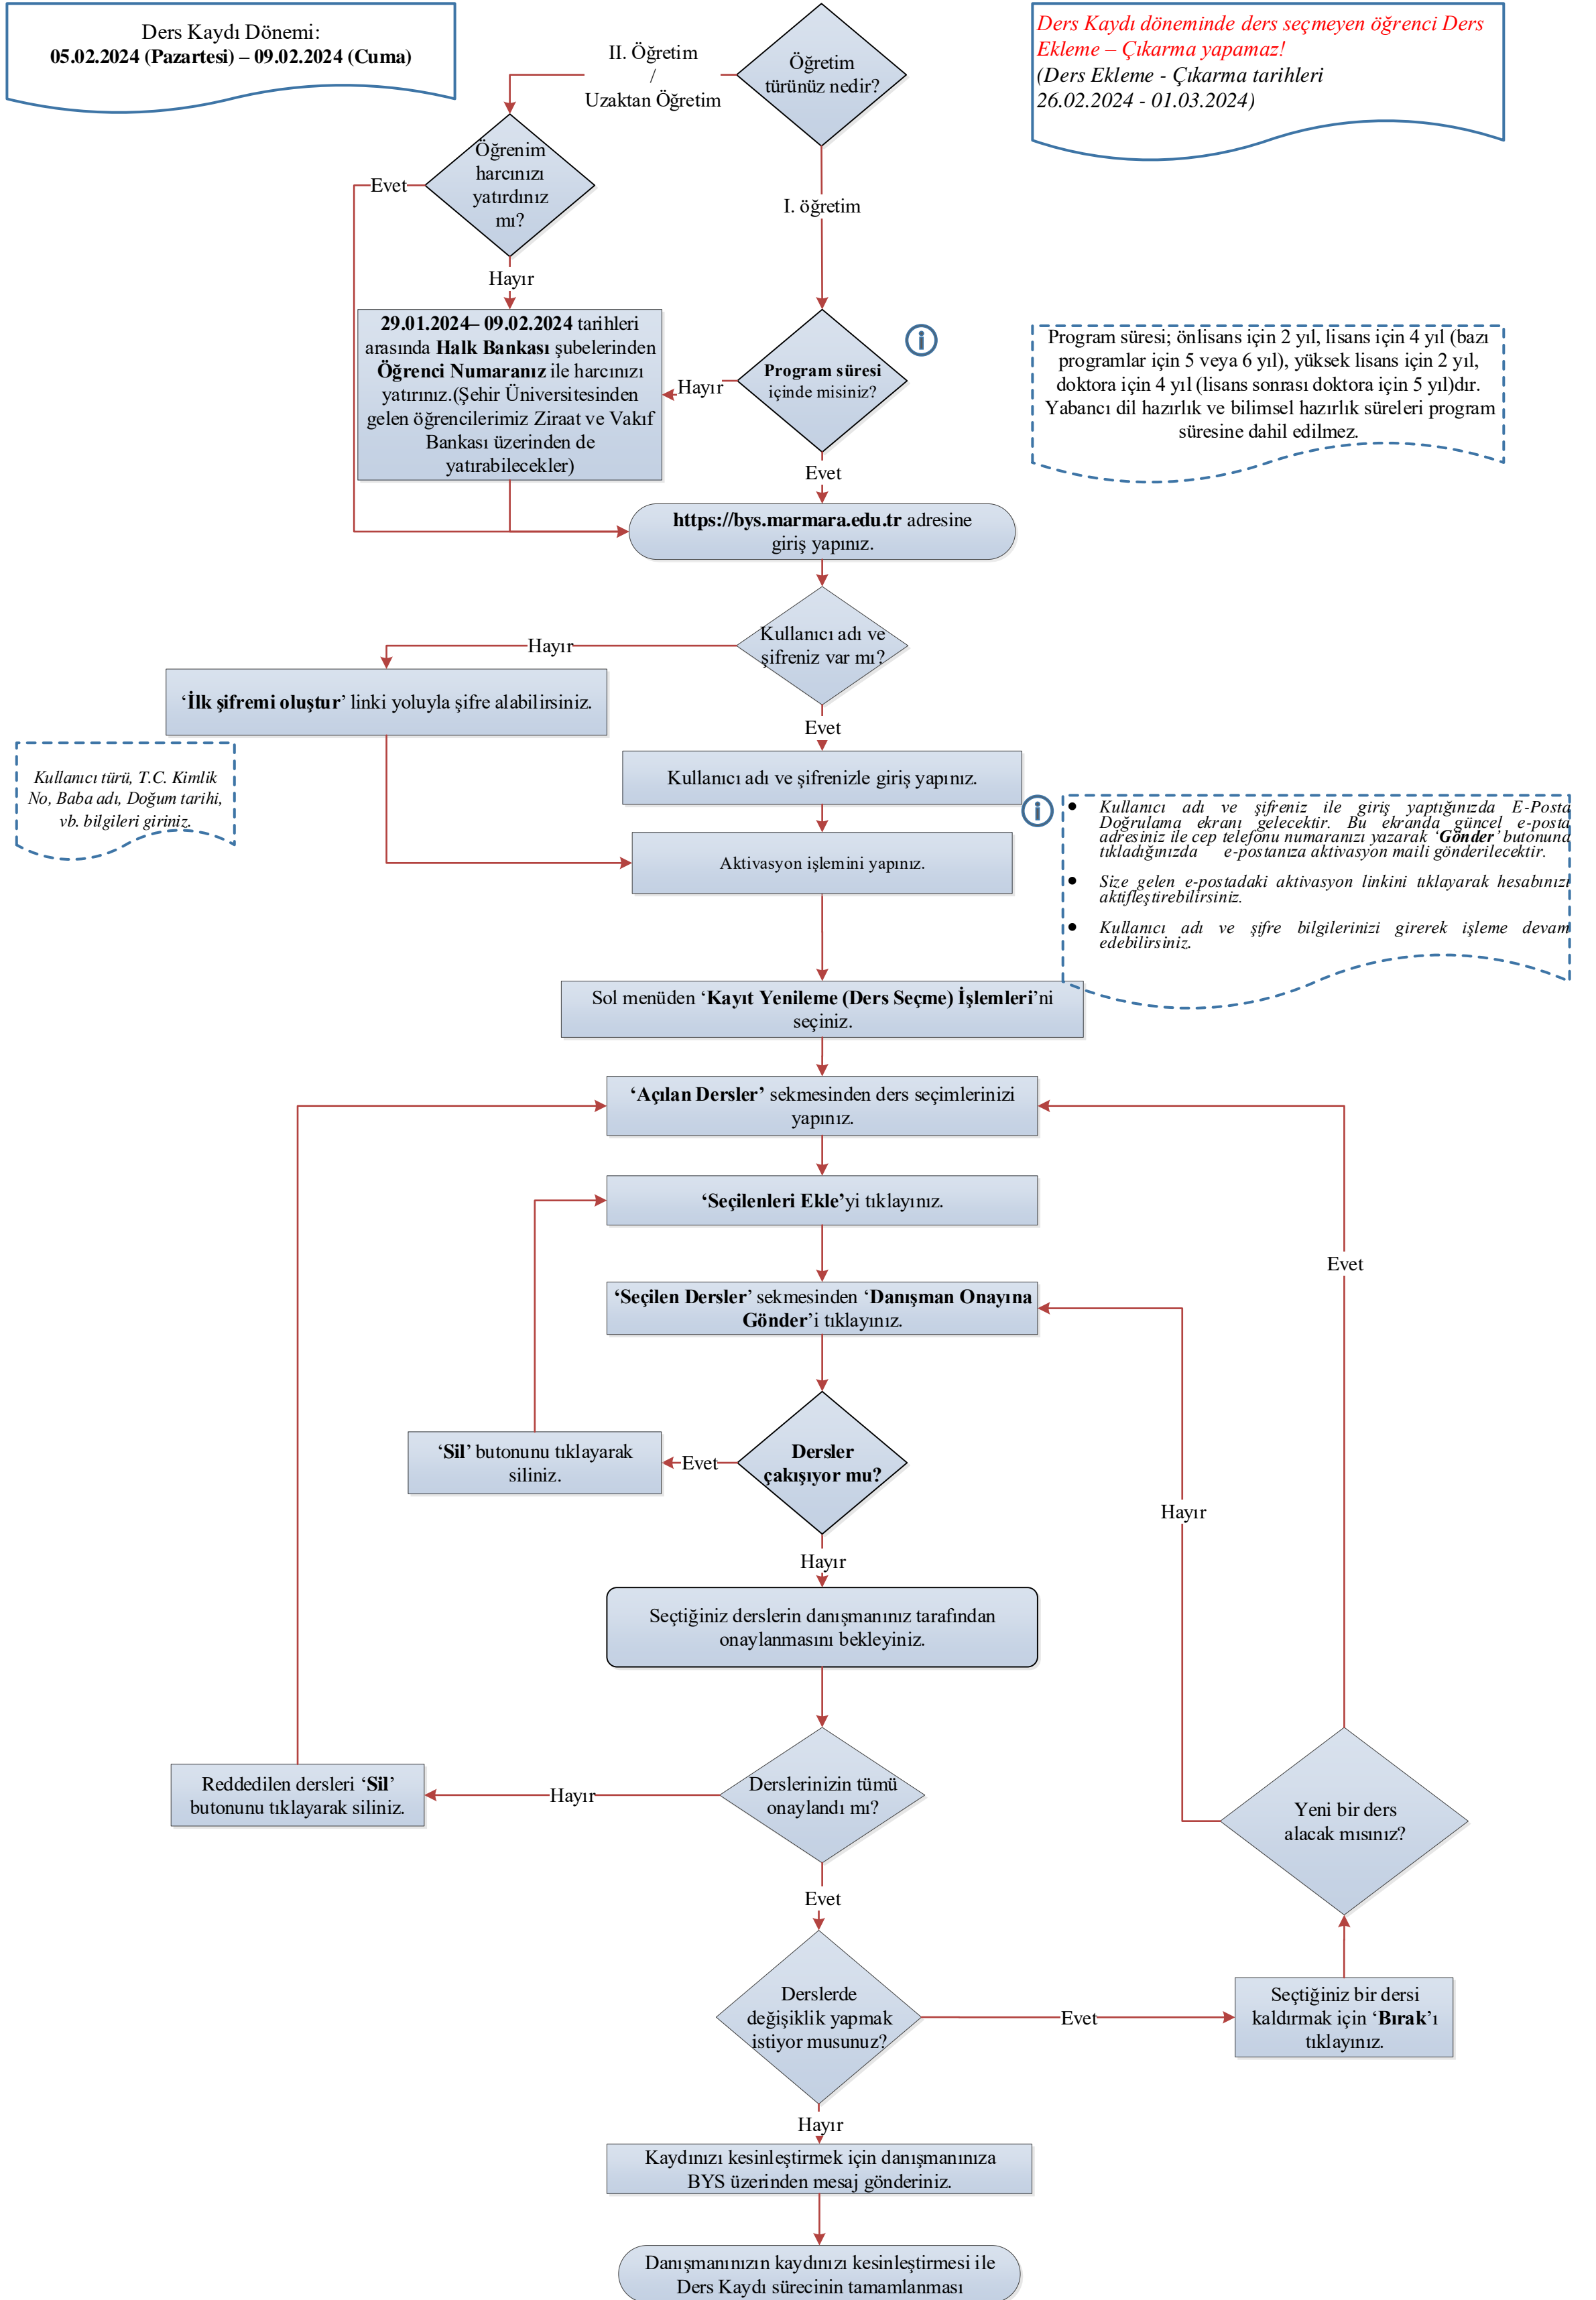 Ders Kaydı Dönemi:
05.02.2024 (Pazartesi) – 09.02.2024 (Cuma)
Ders Kaydı döneminde ders seçmeyen öğrenci Ders
Ekleme – Çıkarma yapamaz!
(Ders Ekleme - Çıkarma tarihleri
26.02.2024 - 01.03.2024)
Öğretim
türünüz nedir?
II. Öğretim
/
Uzaktan Öğretim
Öğrenim
harcınızı
yatırdınız
mı?
Evet
I. öğretim
Hayır
29.01.2024– 09.02.2024 tarihleri
arasında Halk Bankası şubelerinden
Öğrenci Numaranız ile harcınızı
yatırınız.(Şehir Üniversitesinden
gelen öğrencilerimiz Ziraat ve Vakıf
Bankası üzerinden de
yatırabilecekler)
Hayır
Program süresi
içinde misiniz?
Program süresi; önlisans için 2 yıl, lisans için 4 yıl (bazı
programlar için 5 veya 6 yıl), yüksek lisans için 2 yıl,
doktora için 4 yıl (lisans sonrası doktora için 5 yıl)dır.
Yabancı dil hazırlık ve bilimsel hazırlık süreleri program
süresine dahil edilmez.
Evet
https://bys.marmara.edu.tr adresine
giriş yapınız.
Kullanıcı adı ve
şifreniz var mı?
Hayır
‘İlk şifremi oluştur’ linki yoluyla şifre alabilirsiniz.
Evet
Kullanıcı türü, T.C. Kimlik
No, Baba adı, Doğum tarihi,
vb. bilgileri giriniz.
Kullanıcı adı ve şifrenizle giriş yapınız.
Aktivasyon işlemini yapınız.
● Kullanıcı adı ve şifreniz ile giriş yaptığınızda E-Posta
Doğrulama ekranı gelecektir. Bu ekranda güncel e-posta
adresiniz ile cep telefonu numaranızı yazarak ‘Gönder’ butonuna
tıkladığınızda e-postanıza aktivasyon maili gönderilecektir.
● Size gelen e-postadaki aktivasyon linkini tıklayarak hesabınızı
aktifleştirebilirsiniz.
● Kullanıcı adı ve şifre bilgilerinizi girerek işleme devam
edebilirsiniz.
Sol menüden ‘Kayıt Yenileme (Ders Seçme) İşlemleri’ni
seçiniz.
‘Açılan Dersler’ sekmesinden ders seçimlerinizi
yapınız.
‘Seçilenleri Ekle’yi tıklayınız.
Evet
‘Seçilen Dersler’ sekmesinden ‘Danışman Onayına
Gönder’i tıklayınız.
‘Sil’ butonunu tıklayarak
siliniz.
Evet
Dersler
çakışıyor mu?
Hayır
Hayır
Seçtiğiniz derslerin danışmanınız tarafından
onaylanmasını bekleyiniz.
Reddedilen dersleri ‘Sil’
butonunu tıklayarak siliniz.
Hayır
Derslerinizin tümü
onaylandı mı?
Yeni bir ders
alacak mısınız?
Evet
Derslerde
değişiklik yapmak
istiyor musunuz?
Evet
Seçtiğiniz bir dersi
kaldırmak için ‘Bırak’ı
tıklayınız.
Hayır
Kaydınızı kesinleştirmek için danışmanınıza
BYS üzerinden mesaj gönderiniz.
Danışmanınızın kaydınızı kesinleştirmesi ile
Ders Kaydı sürecinin tamamlanması